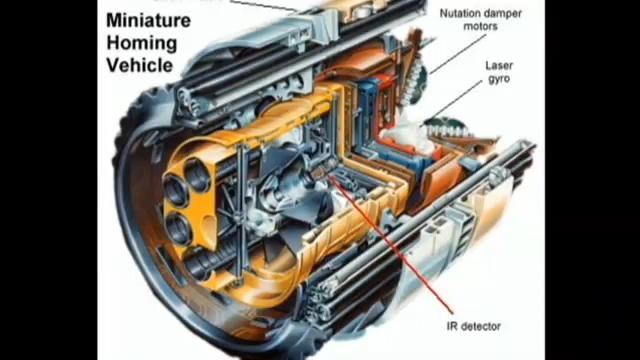 Miniature
Homing
Vehicle
Nutation damper
motors
Laser
gyro
IR detector